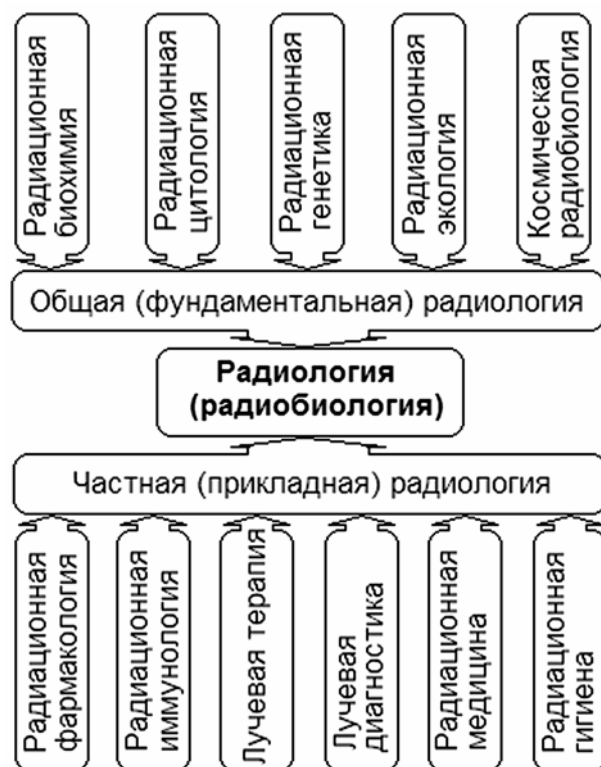 Радиационная
биохимия
Радиационная
цитология
Радиационная
генетика
Радиационная
экология
Космическая
радиобиология
Общая (фундаментальная) радиология
Радиология
(радиобиология)
Частная (прикладная) радиология
Радиационная
фармакология
Радиационная
иммунология
Лучевая терапия
Лучевая
диагностика
Радиационная
медицина
Радиационная
гигиена